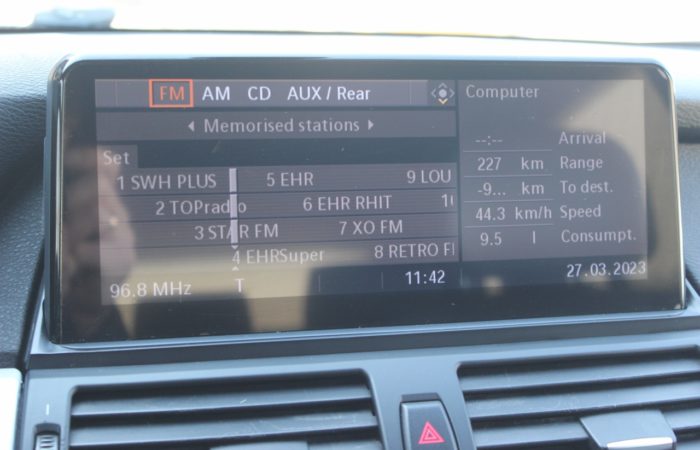 FM AM CD AUX / Rear
Memorised stations
Set
1 SWH PLUS 5 EHR 9 LOU
2 TOPradio 6 EHR RHIT
3 STAR FM 7 XO FM
4 EHRSuper 8 RETRO F
96.8 MHz T 11:42
Computer
--:-- Arrival
227 km Range
-9... km To dest.
44.3 km/h Speed
9.5 l Consumpt.
27.03.2023